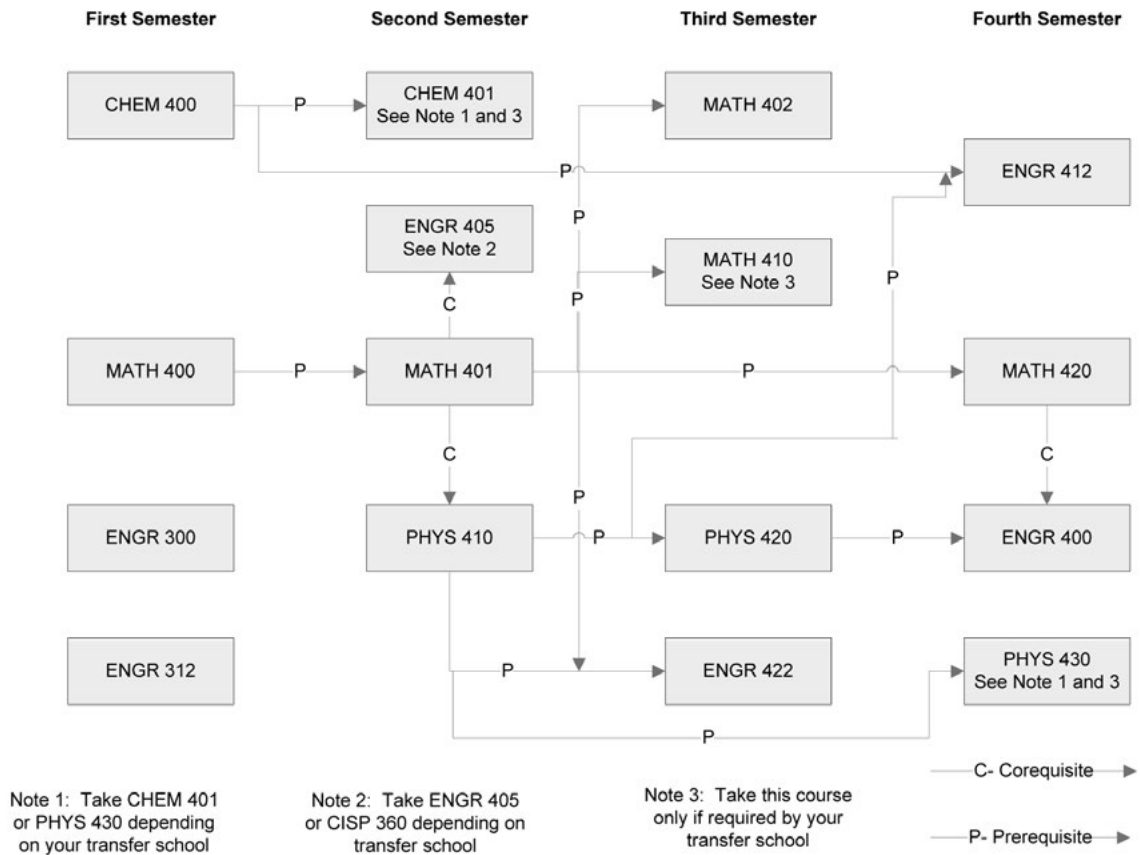 First Semester
Second Semester
Third Semester
Fourth Semester
CHEM 400
P
CHEM 401
See Note 1 and 3
MATH 402
P
ENGR 412
P
ENGR 405
See Note 2
MATH 410
See Note 3
P
P
C
MATH 400
P
MATH 401
P
MATH 420
C
C
P
ENGR 300
PHYS 410
P
PHYS 420
P
ENGR 400
ENGR 312
P
ENGR 422
PHYS 430
See Note 1 and 3
P
C- Corequisite
P- Prerequisite
Note 1: Take CHEM 401
or PHYS 430 depending
on your transfer school
Note 2: Take ENGR 405
or CISP 360 depending on
transfer school
Note 3: Take this course
only if required by your
transfer school